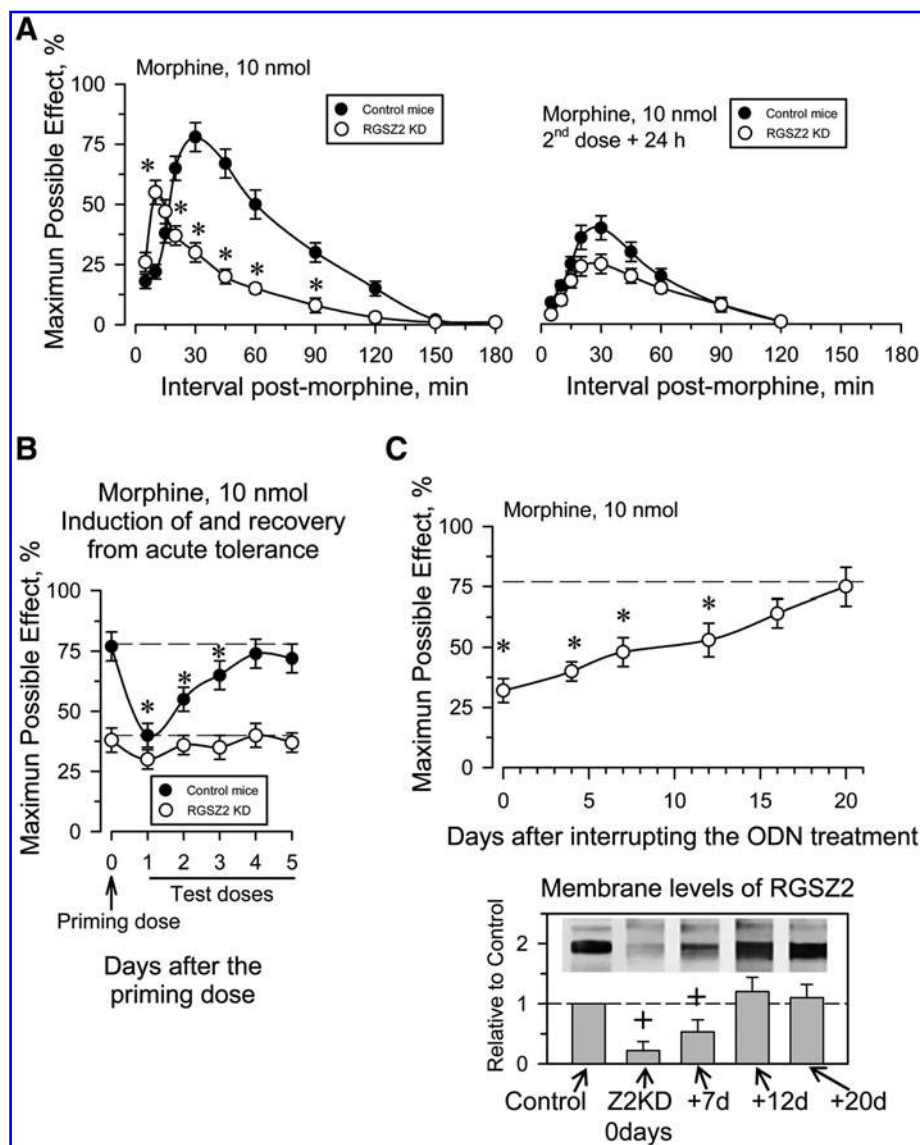 A
Morphine, 10 nmol
Control mice
RGSZ2 KD
Maximun Possible Effect, %
100
75
50
25
0
*
*
*
*
*
*
0 30 60 90 120 150 180
Interval post-morphine, min
Morphine, 10 nmol
2nd dose + 24 h
Control mice
RGSZ2 KD
0 30 60 90 120 150 180
Interval post-morphine, min
B
Morphine, 10 nmol
Induction of and recovery
from acute tolerance
Maximun Possible Effect, %
100
75
50
25
0
*
*
*
Control mice
RGSZ2 KD
0 1 2 3 4 5
Test doses
Priming dose
Days after the
priming dose
C
Morphine, 10 nmol
Maximun Possible Effect, %
100
75
50
25
0
*
*
*
*
0 5 10 15 20
Days after interrupting the ODN treatment
Membrane levels of RGSZ2
Relative to Control
2
1
0
+
+
Control Z2KD +7d +12d +20d
0days